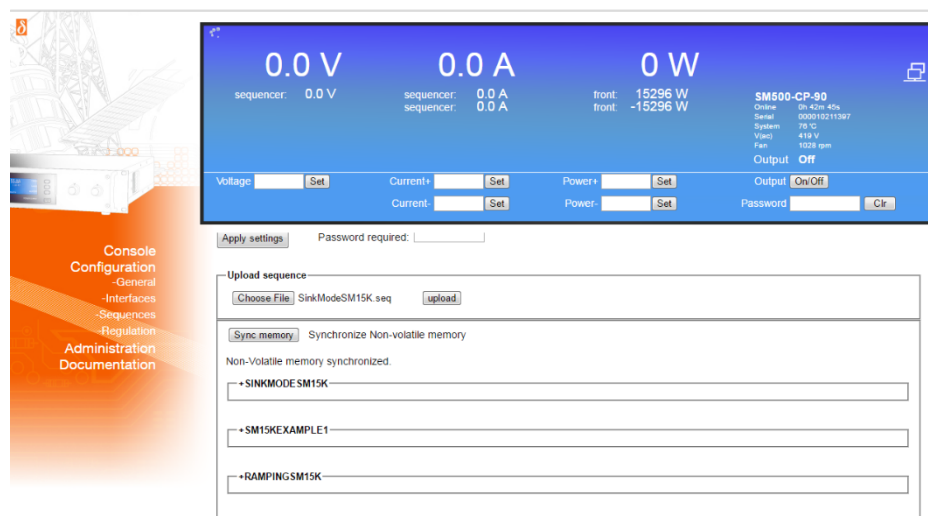 δ
0.0 V 0.0 A 0 W
sequencer: 0.0 V sequencer: 0.0 A front: 15296 W
sequencer: 0.0 A front: -15296 W
SM500-CP-90
Online 0h 42m 45s
Serial 000010211397
System 76 °C
V(ac) 419 V
Fan 1028 rpm
Output Off
Voltage Set Current+ Set Power+ Set Output On/Off
Current- Set Power- Set Password Clr
Apply settings Password required:
Console
Configuration
-General
-Interfaces
-Sequences
-Regulation
Administration
Documentation
Upload sequence
Choose File SinkModeSM15K.seq upload
Sync memory Synchronize Non-volatile memory
Non-Volatile memory synchronized.
+SINKMODESM15K
+SM15KEXAMPLE1
+RAMPINGSM15K